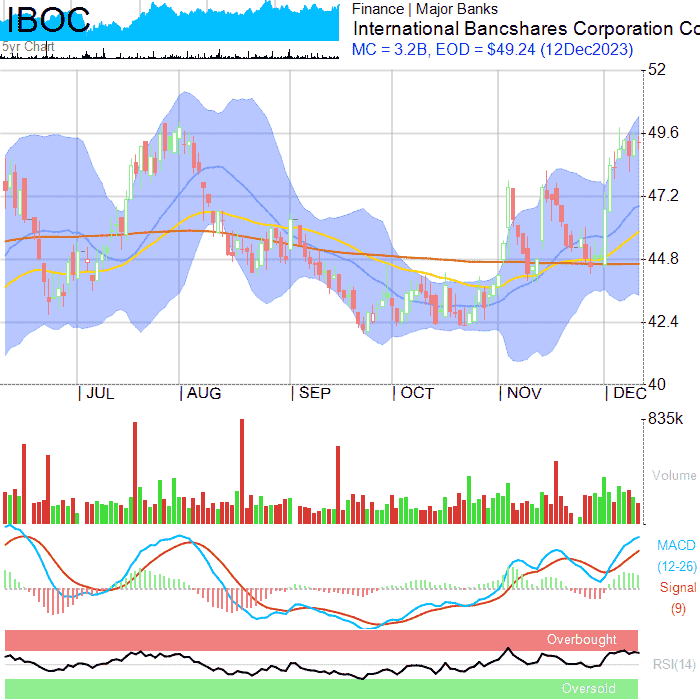 IBOC
5yr Chart
Finance | Major Banks
International Bancshares Corporation Co
MC = 3.2B, EOD = $49.24 (12Dec2023)
52
49.6
47.2
44.8
42.4
40
JUL AUG SEP OCT NOV DEC
835k
Volume
MACD
(12-26)
Signal
(9)
Overbought
RSI(14)
Oversold